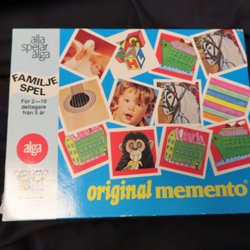 alla
spelar
alga
FAMILJE
SPEL
För 2–10
deltagare
från 5 år
alga
original memento®